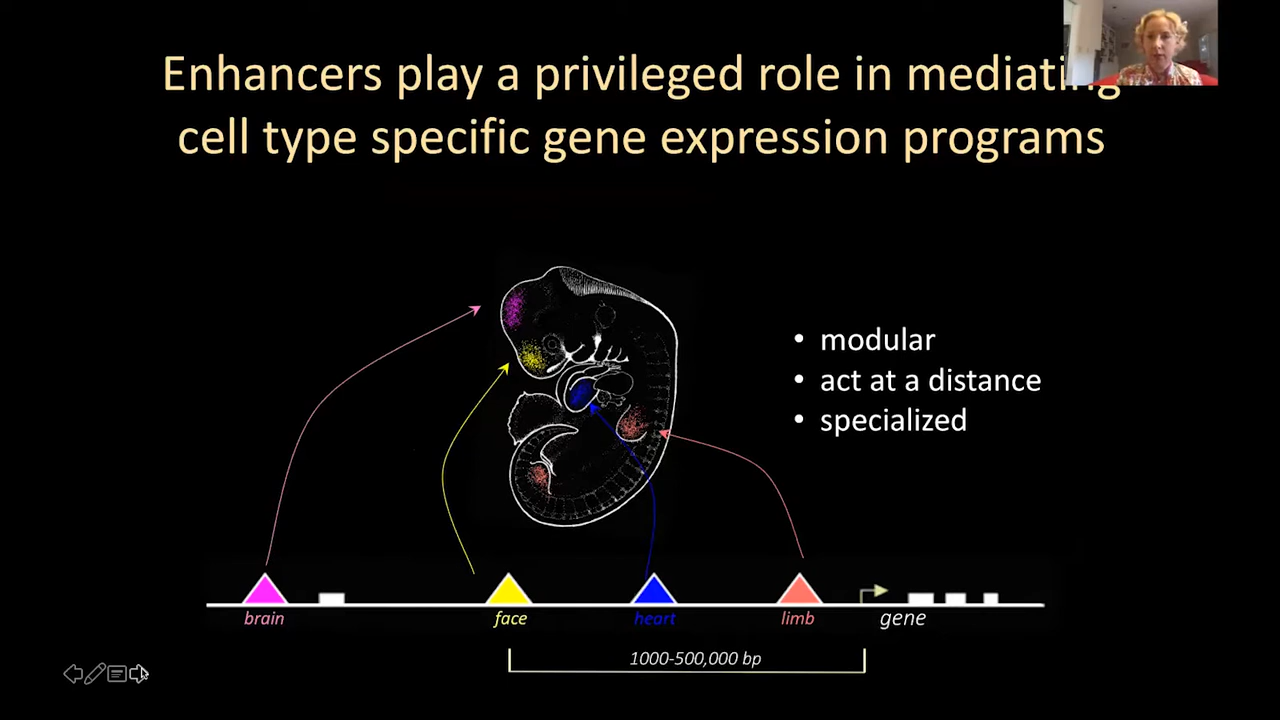 Enhancers play a privileged role in mediating
cell type specific gene expression programs
• modular
• act at a distance
• specialized
brain
face
heart
limb
gene
1000-500,000 bp